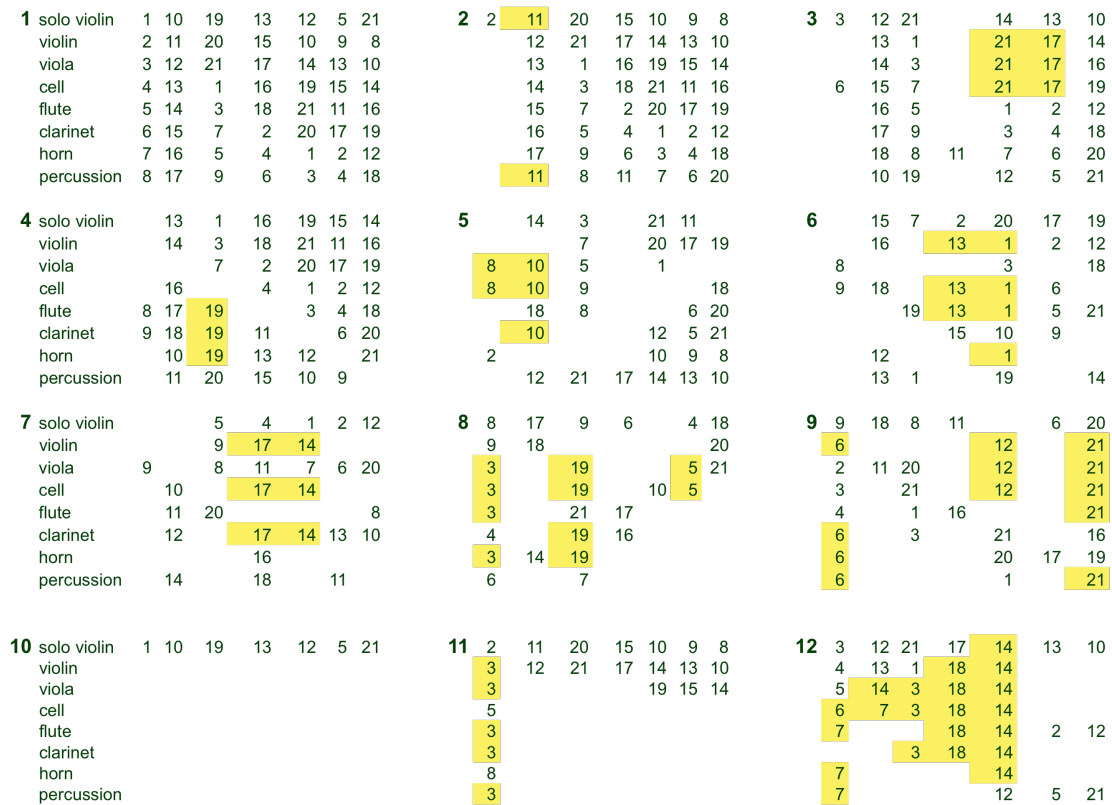 1 solo violin 1 10 19 13 12 5 21
violin 2 11 20 15 10 9 8
viola 3 12 21 17 14 13 10
cell 4 13 1 16 19 15 14
flute 5 14 3 18 21 11 16
clarinet 6 15 7 2 20 17 19
horn 7 16 5 4 1 2 12
percussion 8 17 9 6 3 4 18
2 2 11 20 15 10 9 8
12 21 17 14 13 10
13 1 16 19 15 14
14 3 18 21 11 16
15 7 2 20 17 19
16 5 4 1 2 12
17 9 6 3 4 18
11 8 11 7 6 20
3 3 12 21 14 13 10
13 1 21 17 14
14 3 21 17 16
6 15 7 21 17 19
16 5 1 2 12
17 9 3 4 18
18 8 11 7 6 20
10 19 12 5 21
4 solo violin 13 1 16 19 15 14
violin 14 3 18 21 11 16
viola 7 2 20 17 19
cell 16 4 1 2 12
flute 8 17 19 3 4 18
clarinet 9 18 19 11 6 20
horn 10 19 13 12 21
percussion 11 20 15 10 9
5 14 3 21 11
7 20 17 19
8 10 5 1
8 10 9 18
18 8 6 20
10 12 5 21
2 10 9 8
12 21 17 14 13 10
6 15 7 2 20 17 19
16 13 1 2 12
8 3 18
9 18 13 1 6
19 13 1 5 21
15 10 9
12 1
13 1 19 14
7 solo violin 5 4 1 2 12
violin 9 17 14
viola 9 8 11 7 6 20
cell 10 17 14
flute 11 20 8
clarinet 12 17 14 13 10
horn 16
percussion 14 18 11
8 8 17 9 6 4 18
9 18 20
3 19 5 21
3 19 10 5
3 21 17
4 19 16
3 14 19
6 7
9 9 18 8 11 6 20
6 12 21
2 11 20 12 21
3 21 12 21
4 1 16 21
6 3 21 16
6 20 17 19
6 1 21
10 solo violin 1 10 19 13 12 5 21
violin
viola
cell
flute
clarinet
horn
percussion
11 2 11 20 15 10 9 8
3 12 21 17 14 13 10
3 19 15 14
5
3
3
8
3
12 3 12 21 17 14 13 10
4 13 1 18 14
5 14 3 18 14
6 7 3 18 14
7 18 14 2 12
3 18 14
7 14
7 12 5 21